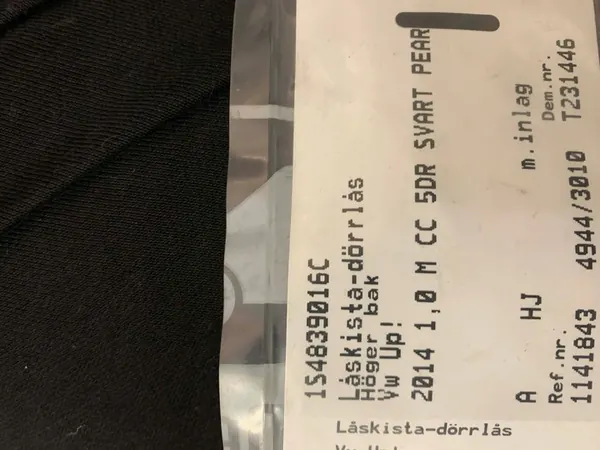 1S4839016C
Låskista-dörrlås
Höger bak
Vw Up!
2014 1,0 M CC 5DR SVART PEAR
m.inlag
A HJ
Dem.nr.
Ref.nr. 4944/3010 T231446
1141843
Låskista-dörrlås